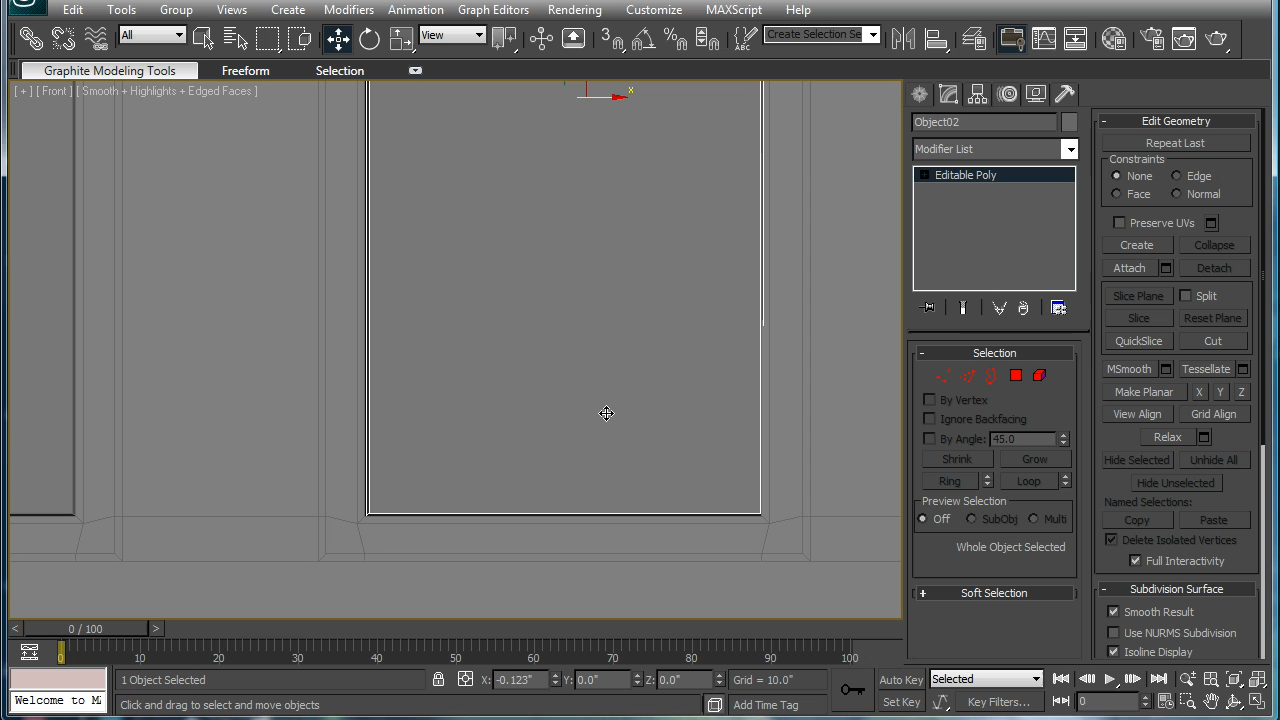 Edit Tools Group Views Create Modifiers Animation Graph Editors Rendering Customize MAXScript Help
All View Create Selection Se
Graphite Modeling Tools Freeform Selection
[ + ] [ Front ] [ Smooth + Highlights + Edged Faces ]
x
Object02
Modifier List
Editable Poly
- Selection
By Vertex
Ignore Backfacing
By Angle: 45.0
Shrink Grow
Ring Loop
Preview Selection
Off SubObj Multi
Whole Object Selected
+ Soft Selection
- Edit Geometry
Repeat Last
Constraints
None Edge
Face Normal
Preserve UVs
Create Collapse
Attach Detach
Slice Plane Split
Slice Reset Plane
QuickSlice Cut
MSmooth Tessellate
Make Planar X Y Z
View Align Grid Align
Relax
Hide Selected Unhide All
Hide Unselected
Named Selections:
Copy Paste
Delete Isolated Vertices
Full Interactivity
- Subdivision Surface
Smooth Result
Use NURMS Subdivision
Isoline Display
< 0 / 100 >
0 10 20 30 40 50 60 70 80 90 100
1 Object Selected X: -0.123" Y: 0.0" Z: 0.0" Grid = 10.0" Auto Key Selected
Welcome to M Click and drag to select and move objects Add Time Tag Set Key Key Filters... 0